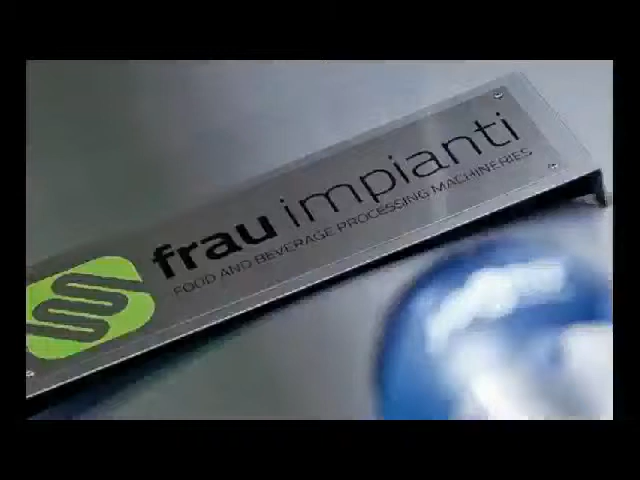 frau impianti
FOOD AND BEVERAGE PROCESSING MACHINERIES